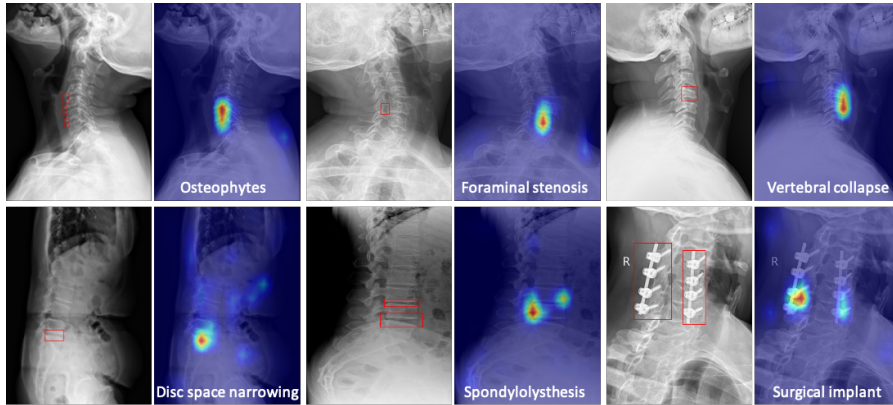 F
Osteophytes
Foraminal stenosis
Vertebral collapse
R
R
Disc space narrowing
Spondylolysthesis
Surgical implant